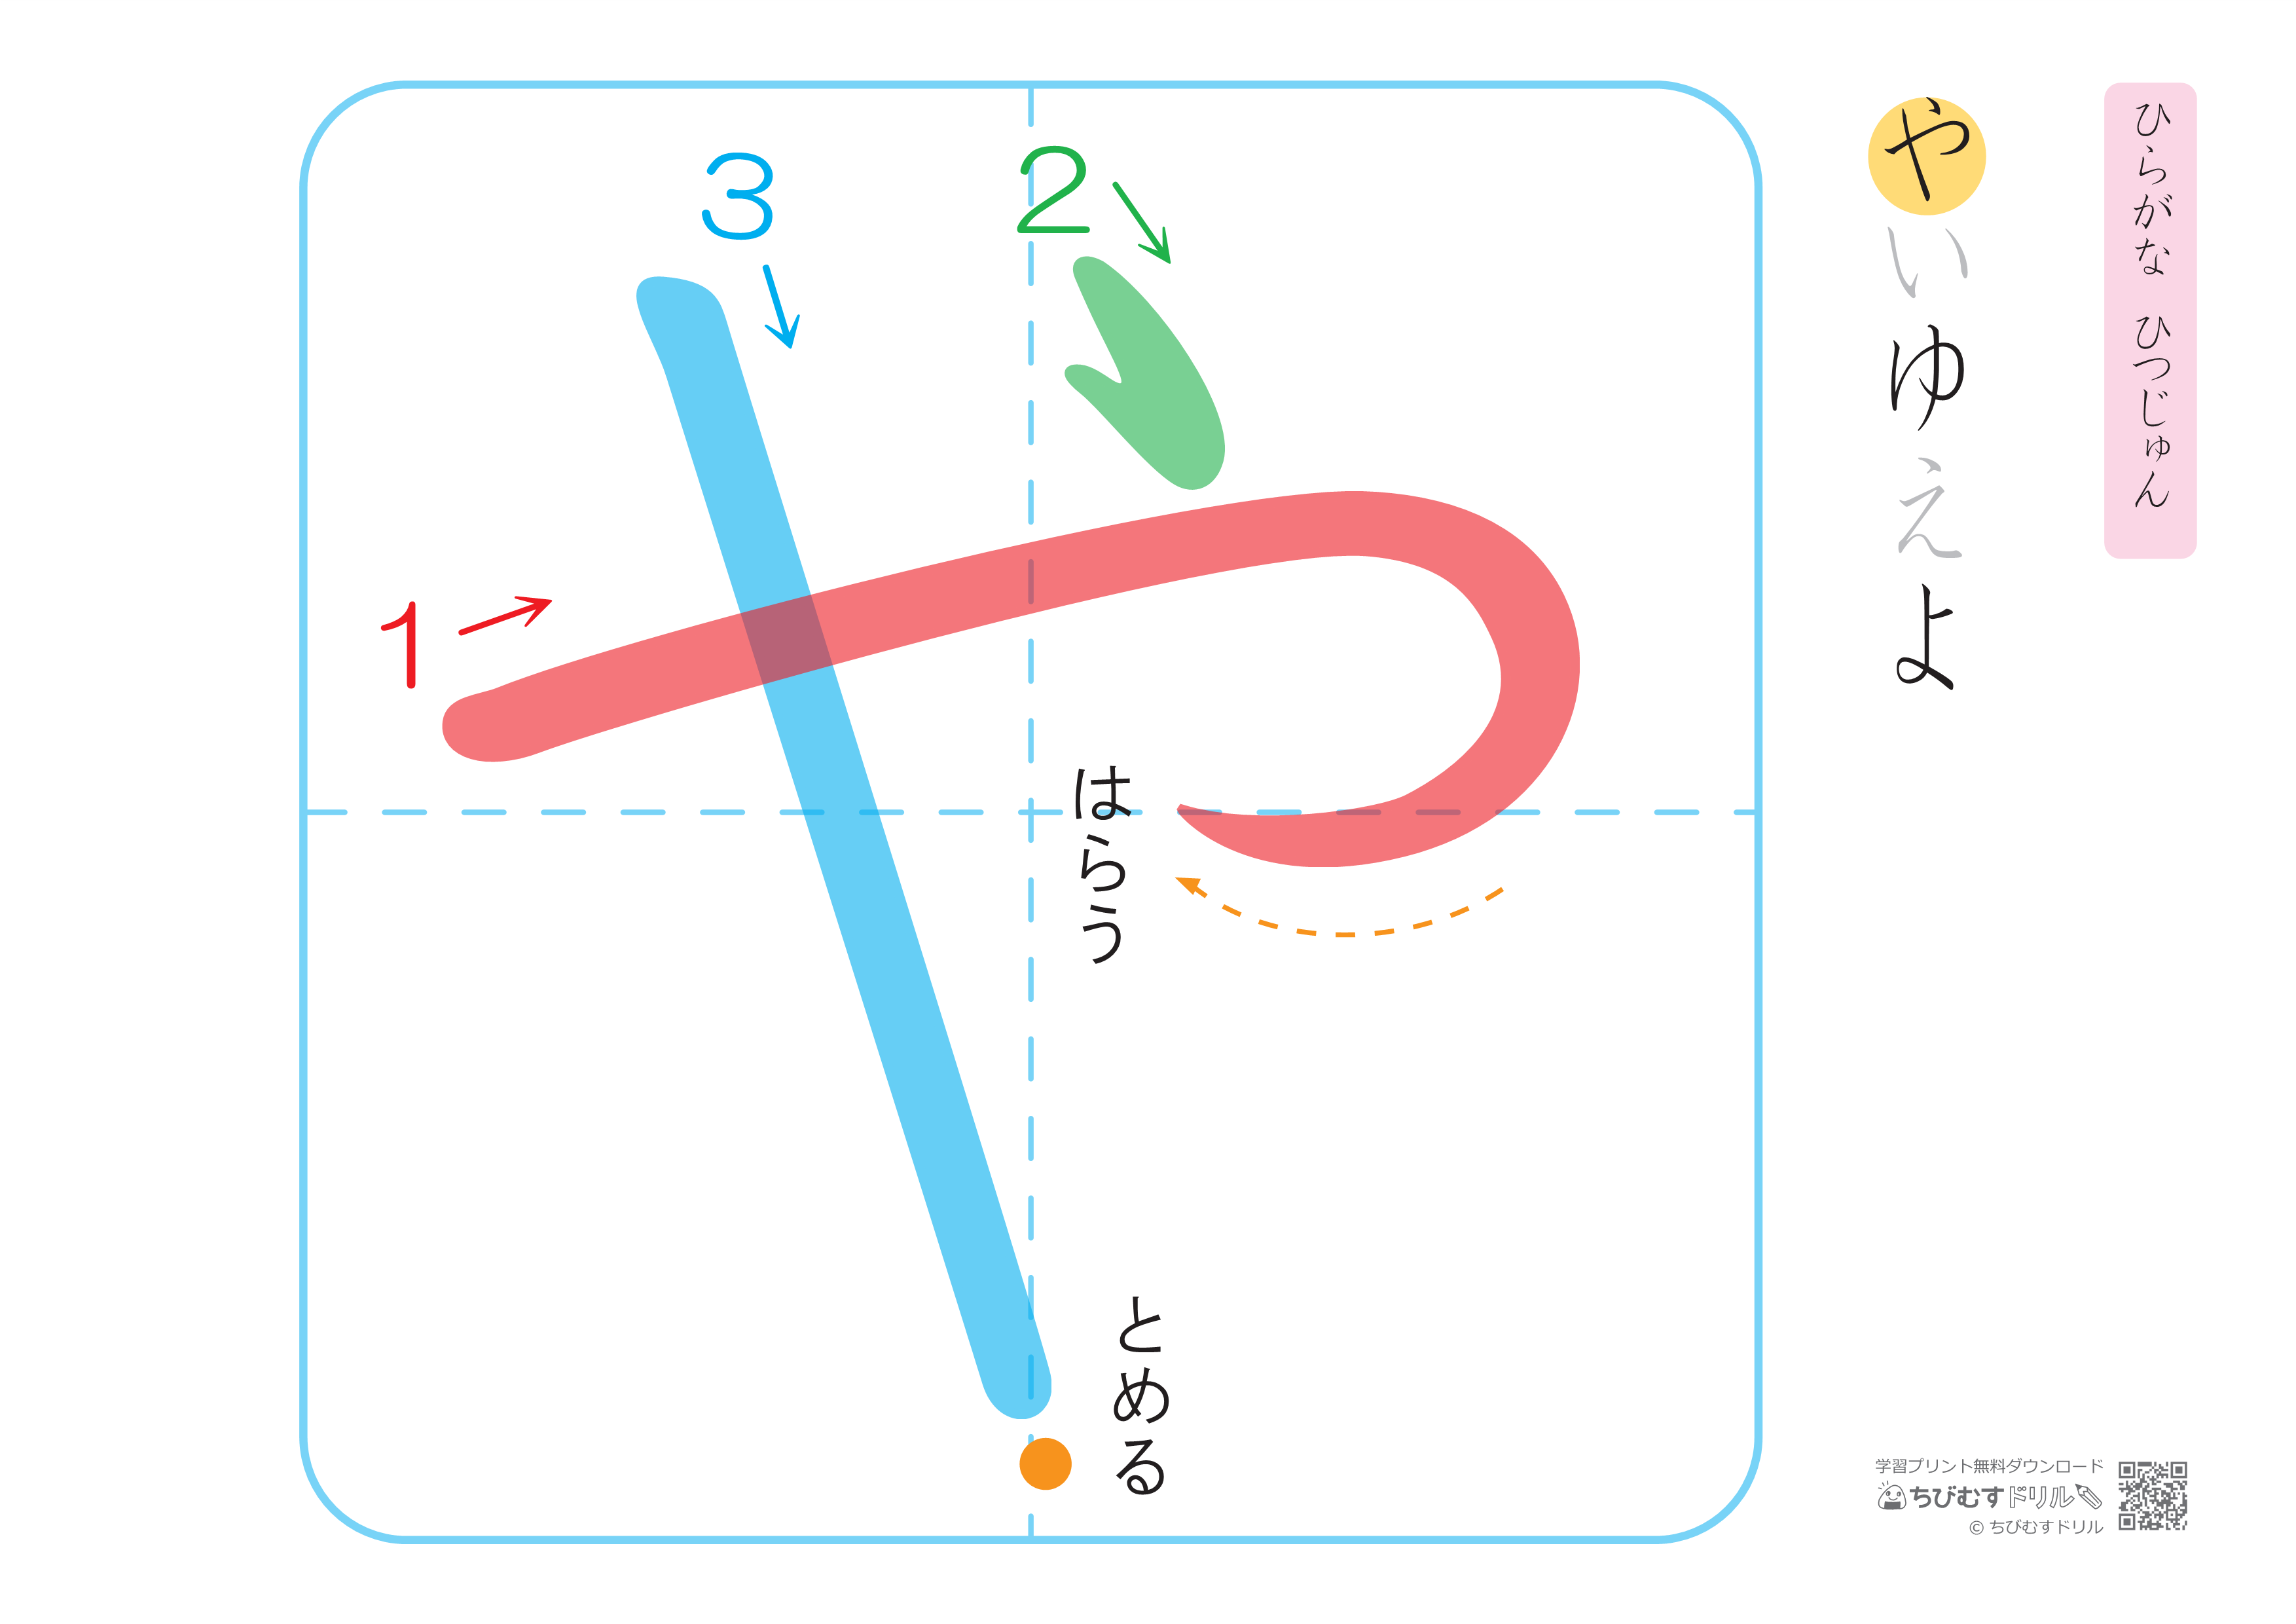 ひらがな ひつじゅん
やいゆえよ
や
1
2
3
はらう
とめる
学習プリント無料ダウンロード
ちびむすドリル
© ちびむすドリル